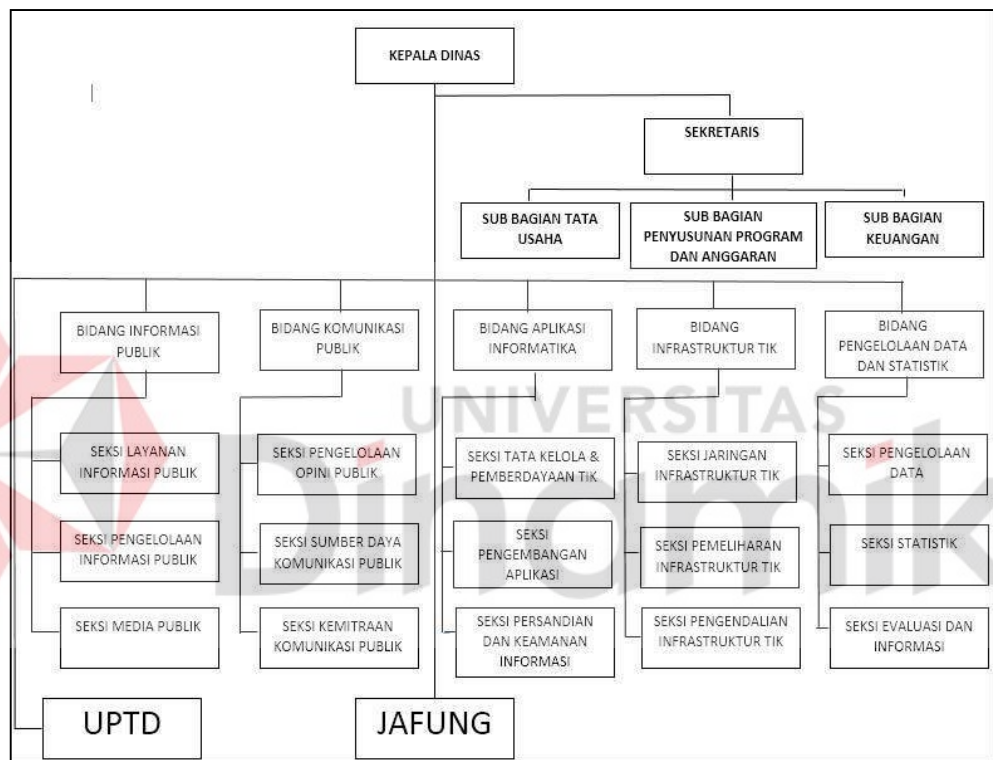 KEPALA DINAS
SEKRETARIS
SUB BAGIAN TATA
USAHA
SUB BAGIAN
PENYUSUNAN PROGRAM
DAN ANGGARAN
SUB BAGIAN
KEUANGAN
BIDANG INFORMASI
PUBLIK
BIDANG KOMUNIKASI
PUBLIK
BIDANG APLIKASI
INFORMATIKA
BIDANG
INFRASTRUKTUR TIK
BIDANG
PENGELOLAAN DATA
DAN STATISTIK
UNIVERSITAS
Dinamik
SEKSI LAYANAN
INFORMASI PUBLIK
SEKSI PENGELOLAAN
OPINI PUBLIK
SEKSI TATA KELOLA &
PEMBERDAYAAN TIK
SEKSI JARINGAN
INFRASTRUKTUR TIK
SEKSI PENGELOLAAN
DATA
SEKSI PENGELOLAAN
INFORMASI PUBLIK
SEKSI SUMBER DAYA
KOMUNIKASI PUBLIK
SEKSI
PENGEMBANGAN
APLIKASI
SEKSI PEMELIHARAN
INFRASTRUKTUR TIK
SEKSI STATISTIK
SEKSI MEDIA PUBLIK
SEKSI KEMITRAAN
KOMUNIKASI PUBLIK
SEKSI PERSANDIAN
DAN KEAMANAN
INFORMASI
SEKSI PENGENDALIAN
INFRASTRUKTUR TIK
SEKSI EVALUASI DAN
INFORMASI
UPTD
JAFUNG